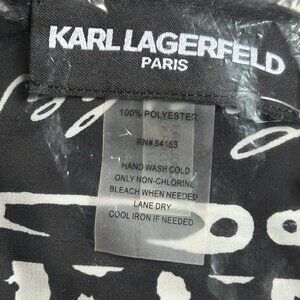 KARL LAGERFELD
PARIS
100% POLYESTER
RN# 54163
HAND WASH COLD
ONLY NON-CHLORINE
BLEACH WHEN NEEDED
LANE DRY
COOL IRON IF NEEDED